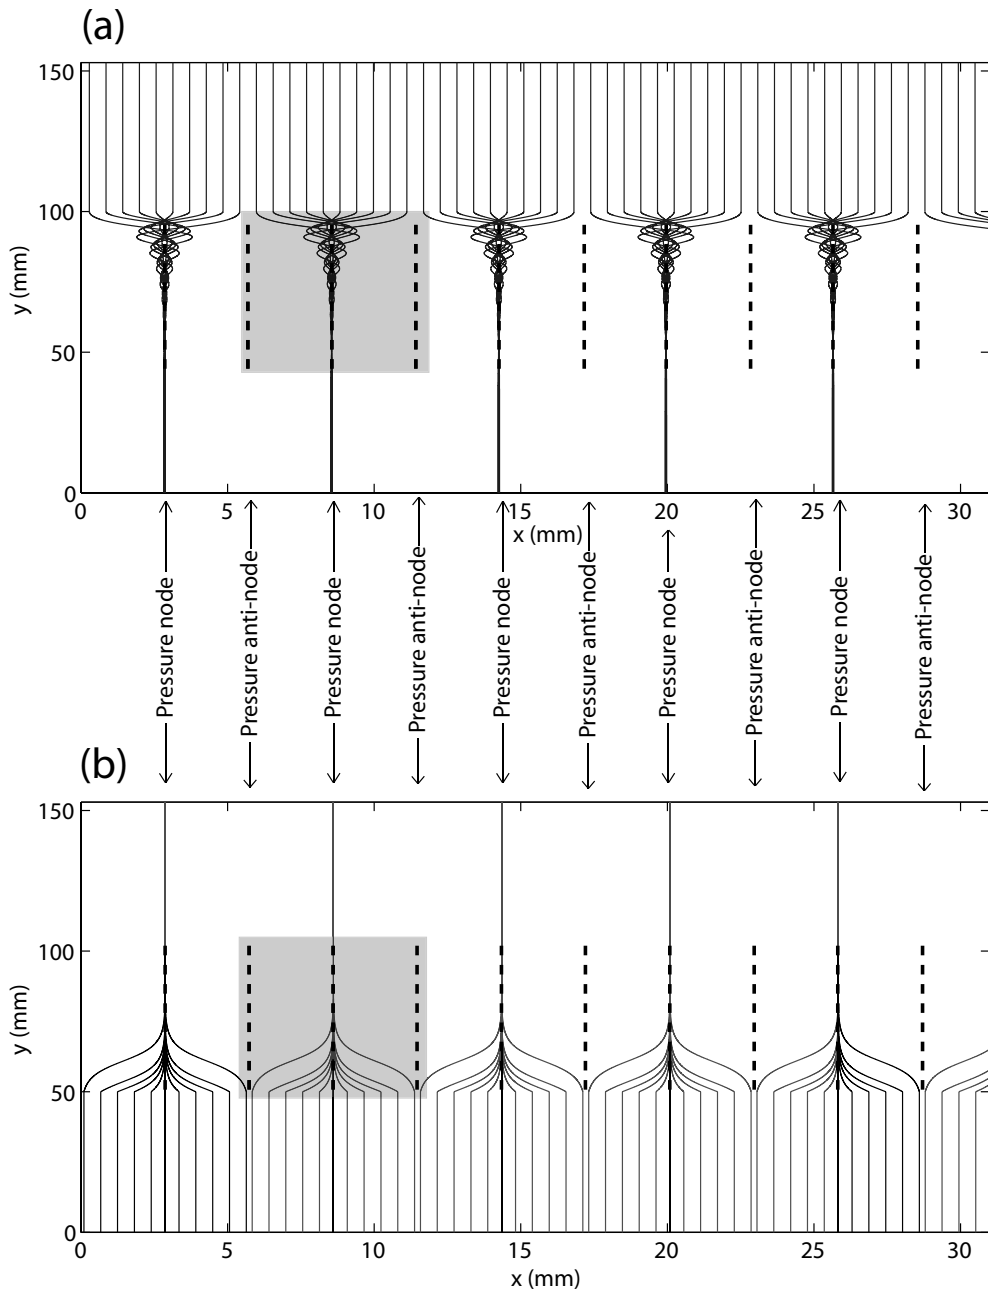 (a)
150
100
50
0
y (mm)
0 5 10 15 20 25 30
x (mm)
Pressure node
Pressure anti-node
Pressure node
Pressure anti-node
Pressure node
Pressure anti-node
Pressure node
Pressure anti-node
Pressure node
Pressure anti-node
(b)
150
100
50
0
y (mm)
0 5 10 15 20 25 30
x (mm)